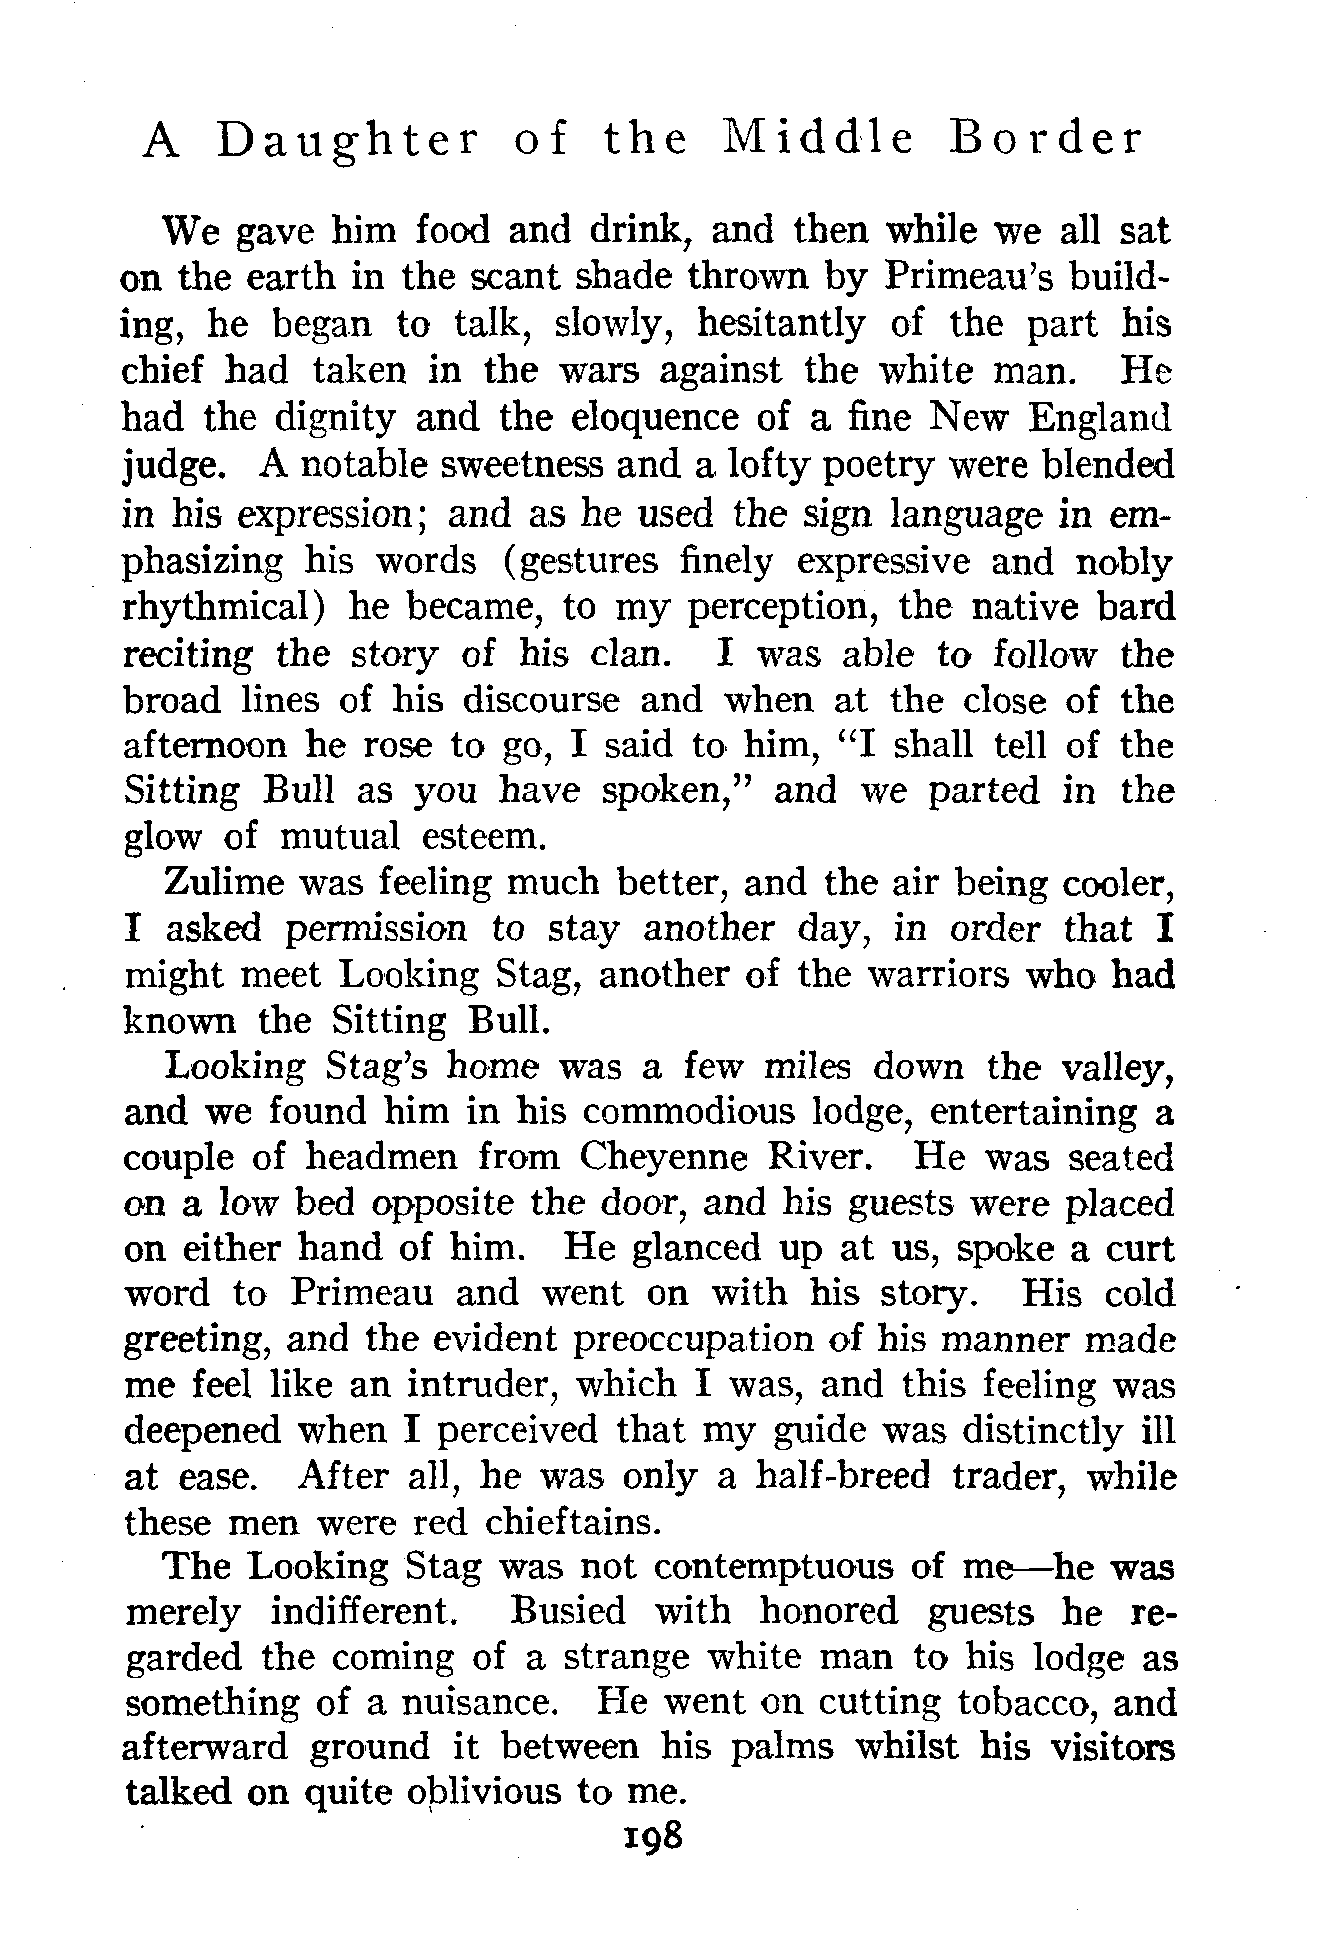 A Daughter of the Middle Border
We gave him food and drink, and then while we all sat
on the earth in the scant shade thrown by Primeau's build-
ing, he began to talk, slowly, hesitantly of the part his
chief had taken in the wars against the white man. He
had the dignity and the eloquence of a fine New England
judge. A notable sweetness and a lofty poetry were blended
in his expression; and as he used the sign language in em-
phasizing his words (gestures finely expressive and nobly
rhythmical) he became, to my perception, the native bard
reciting the story of his clan. I was able to follow the
broad lines of his discourse and when at the close of the
afternoon he rose to go, I said to him, “I shall tell of the
Sitting Bull as you have spoken,” and we parted in the
glow of mutual esteem.
Zulime was feeling much better, and the air being cooler,
I asked permission to stay another day, in order that I
might meet Looking Stag, another of the warriors who had
known the Sitting Bull.
Looking Stag's home was a few miles down the valley,
and we found him in his commodious lodge, entertaining a
couple of headmen from Cheyenne River. He was seated
on a low bed opposite the door, and his guests were placed
on either hand of him. He glanced up at us, spoke a curt
word to Primeau and went on with his story. His cold
greeting, and the evident preoccupation of his manner made
me feel like an intruder, which I was, and this feeling was
deepened when I perceived that my guide was distinctly ill
at ease. After all, he was only a half-breed trader, while
these men were red chieftains.
The Looking Stag was not contemptuous of me—he was
merely indifferent. Busied with honored guests he re-
garded the coming of a strange white man to his lodge as
something of a nuisance. He went on cutting tobacco, and
afterward ground it between his palms whilst his visitors
talked on quite oblivious to me.
198